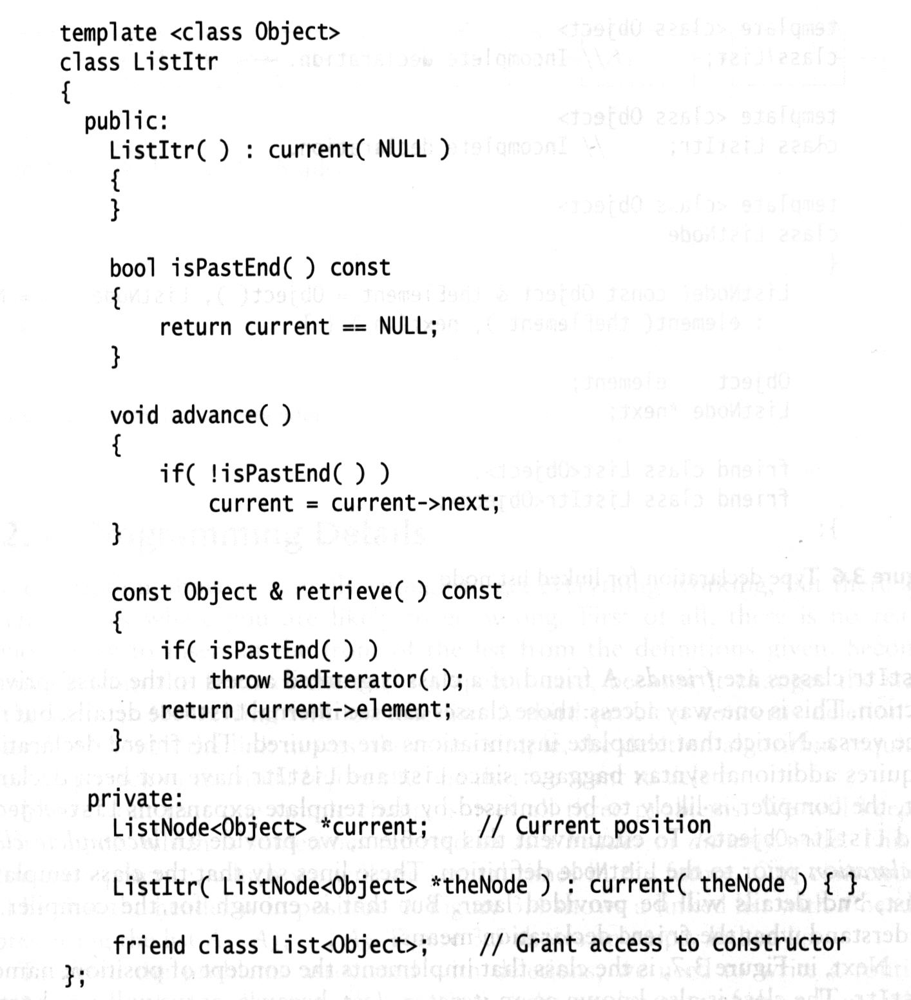 template <class Object>
class ListItr
{
  public:
    ListItr( ) : current( NULL )
    {
    }

    bool isPastEnd( ) const
    {
        return current == NULL;
    }

    void advance( )
    {
        if( !isPastEnd( ) )
            current = current->next;
    }

    const Object & retrieve( ) const
    {
        if( isPastEnd( ) )
            throw BadIterator( );
        return current->element;
    }

  private:
    ListNode<Object> *current;    // Current position

    ListItr( ListNode<Object> *theNode ) : current( theNode ) { }

    friend class List<Object>;    // Grant access to constructor
};